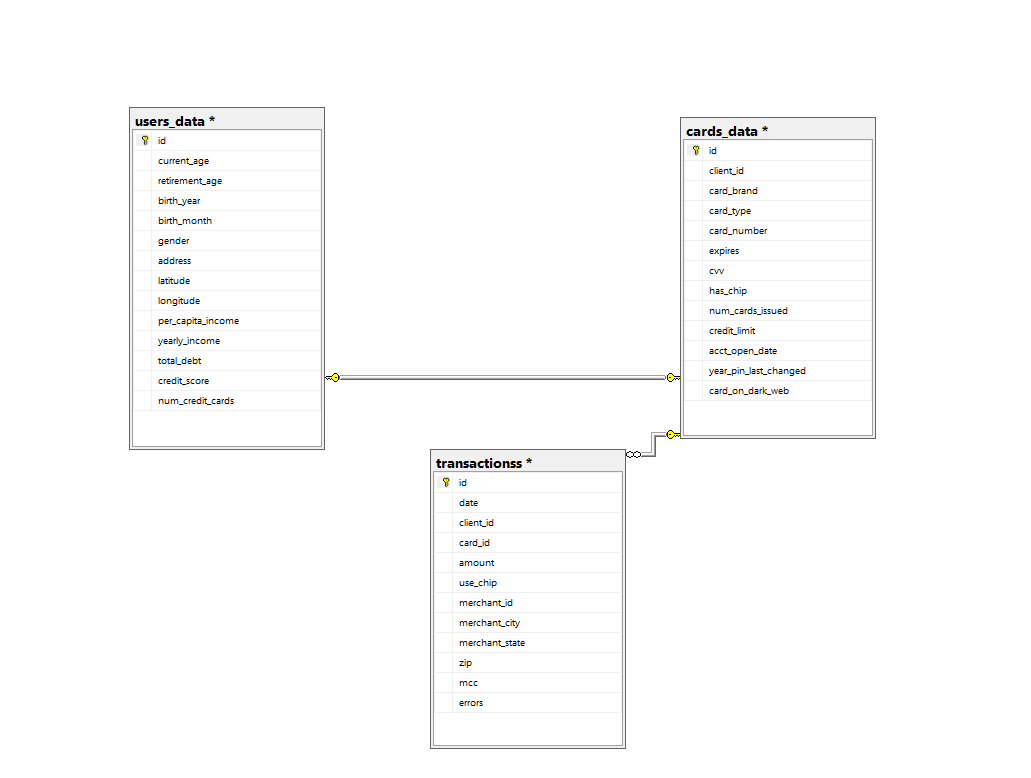 users_data *
id
current_age
retirement_age
birth_year
birth_month
gender
address
latitude
longitude
per_capita_income
yearly_income
total_debt
credit_score
num_credit_cards
cards_data *
id
client_id
card_brand
card_type
card_number
expires
cvv
has_chip
num_cards_issued
credit_limit
acct_open_date
year_pin_last_changed
card_on_dark_web
transactionss *
id
date
client_id
card_id
amount
use_chip
merchant_id
merchant_city
merchant_state
zip
mcc
errors